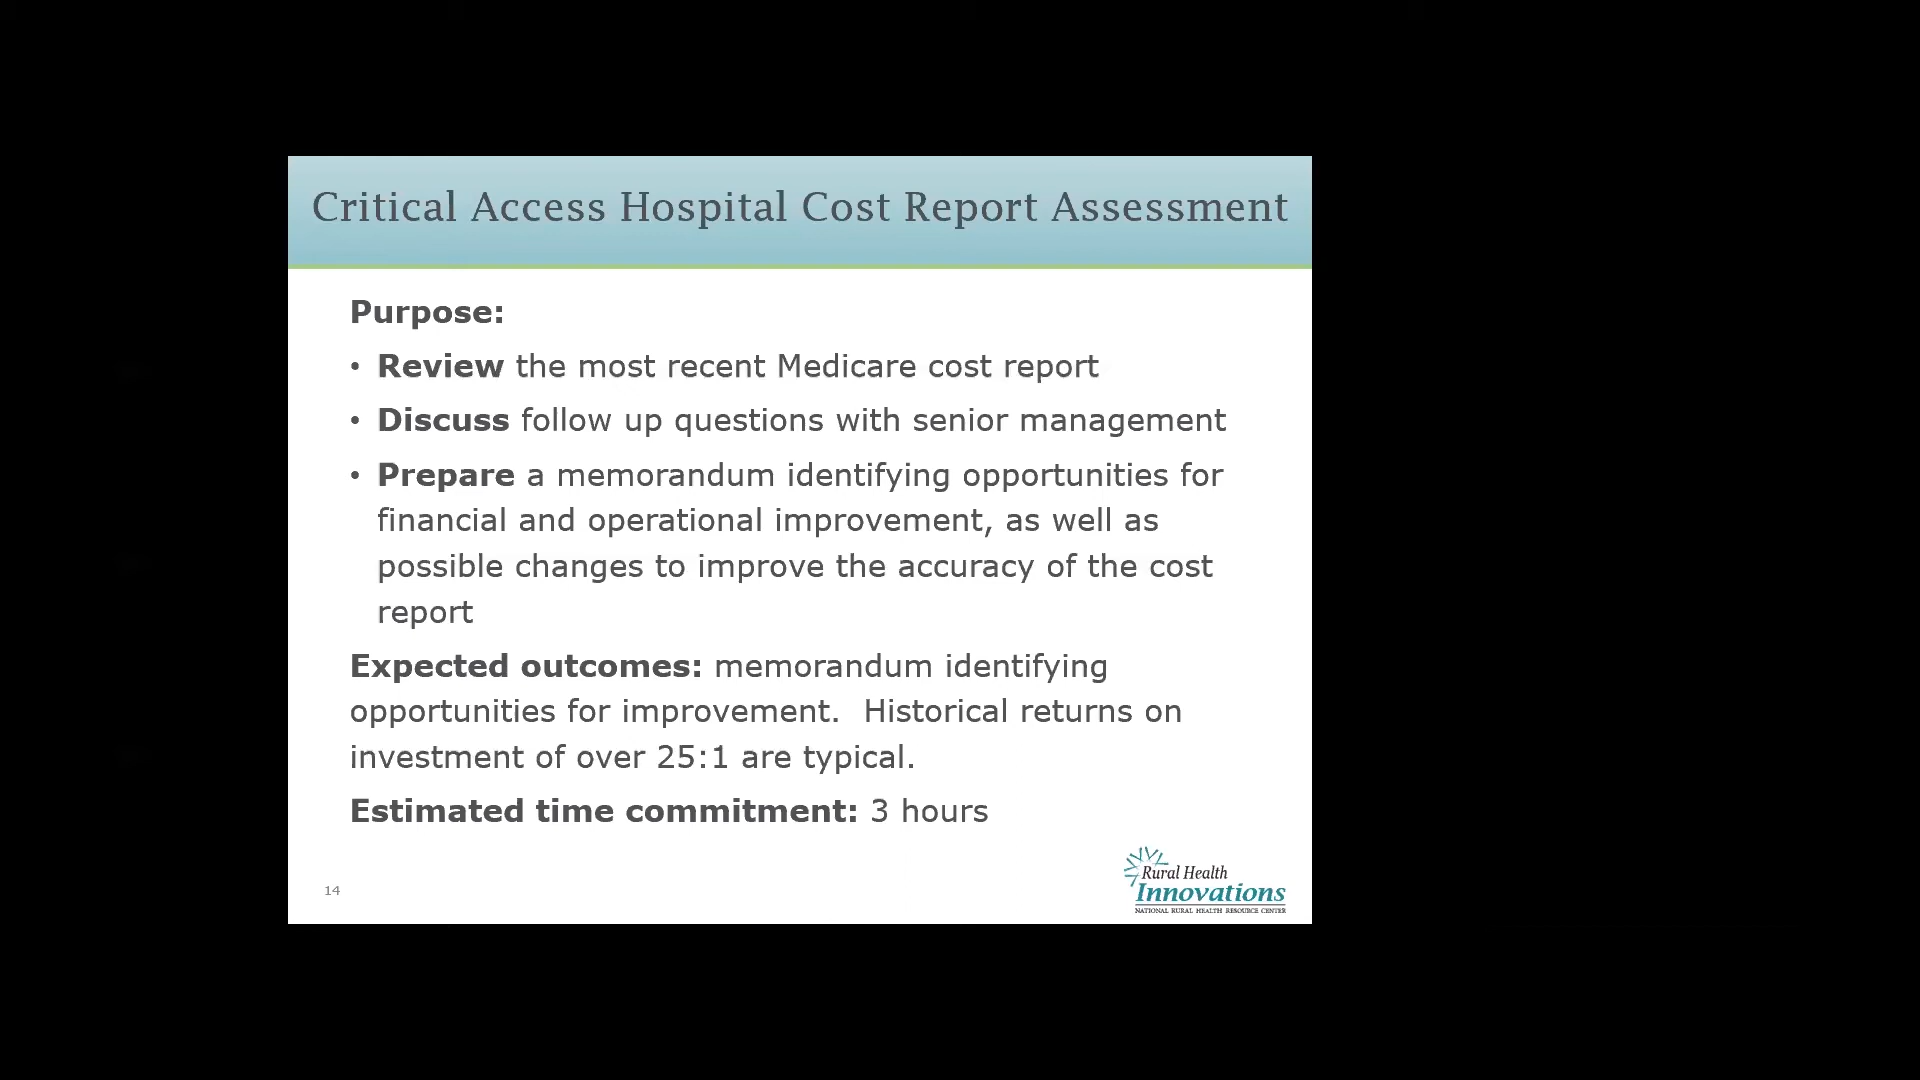 Critical Access Hospital Cost Report Assessment
Purpose:
• Review the most recent Medicare cost report
• Discuss follow up questions with senior management
• Prepare a memorandum identifying opportunities for
financial and operational improvement, as well as
possible changes to improve the accuracy of the cost
report
Expected outcomes: memorandum identifying
opportunities for improvement.  Historical returns on
investment of over 25:1 are typical.
Estimated time commitment: 3 hours
14
Rural Health
Innovations
NATIONAL RURAL HEALTH RESOURCE CENTER